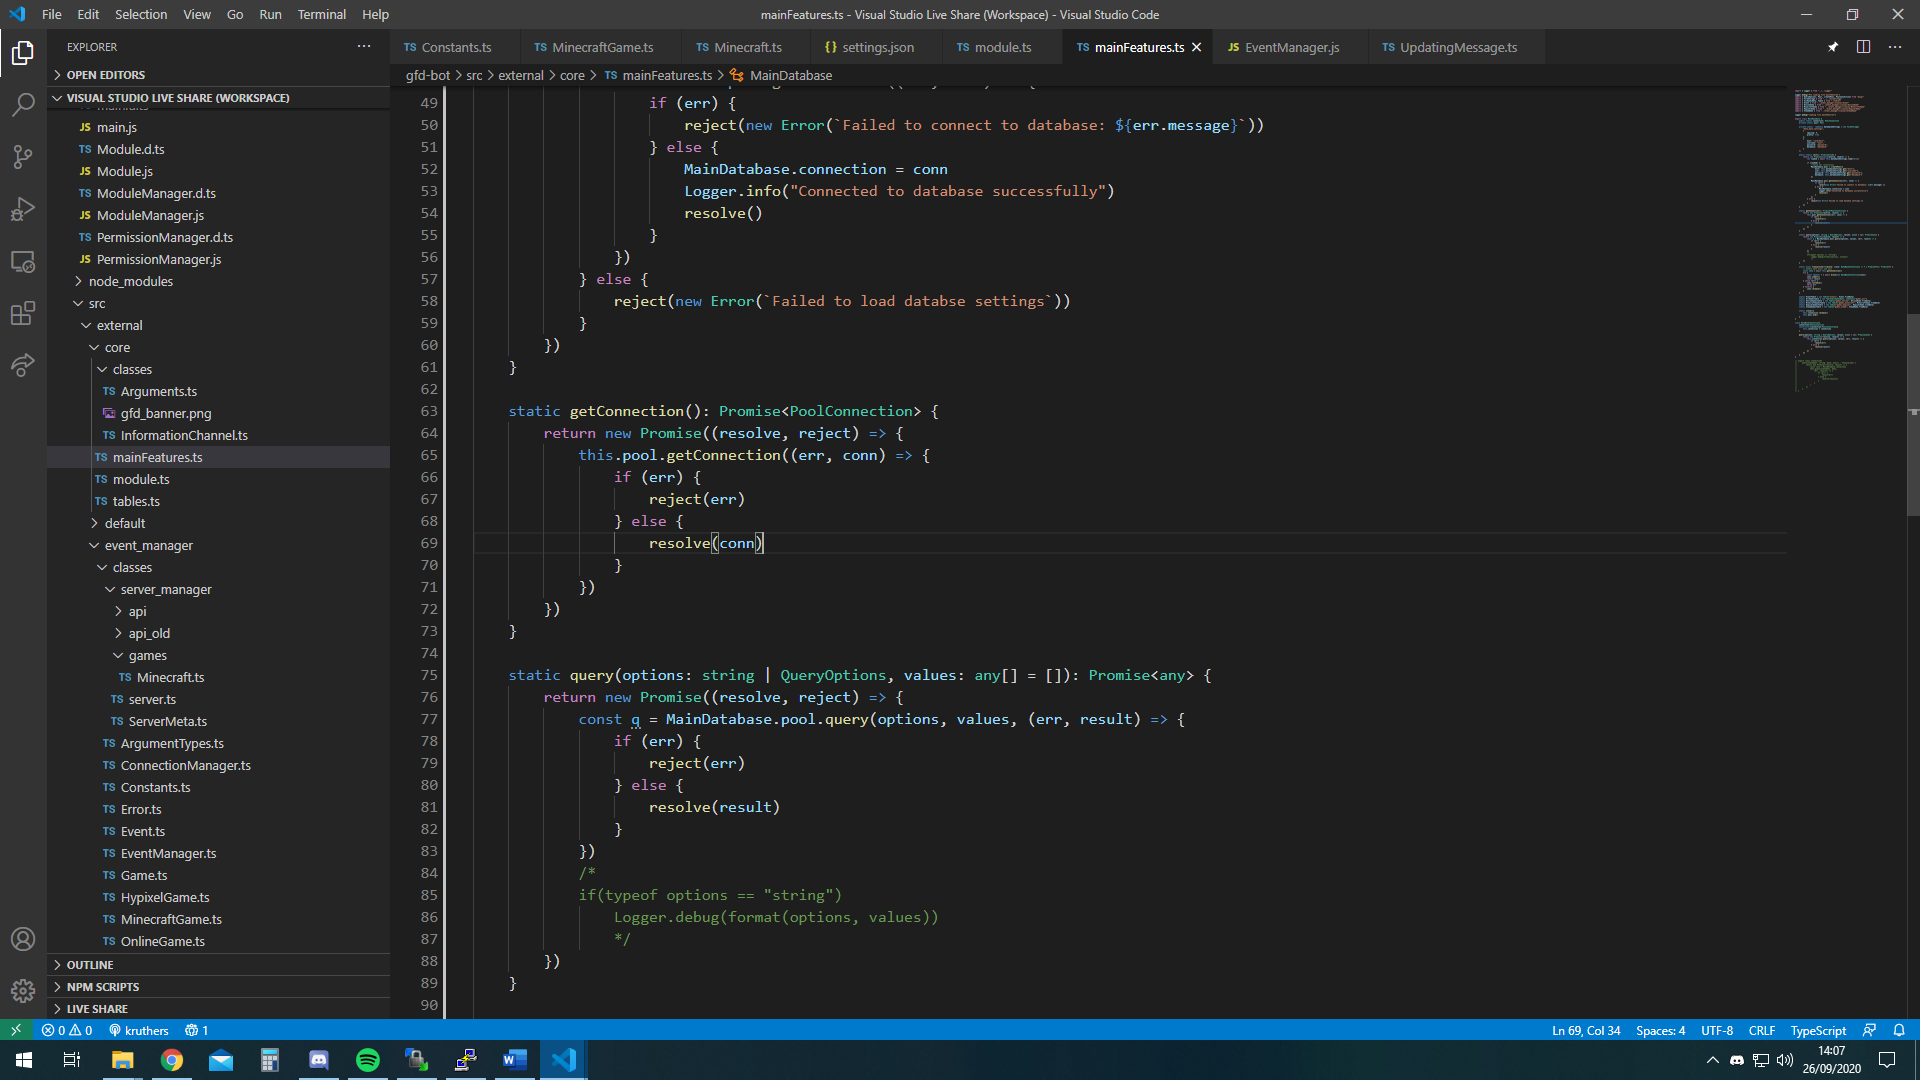 File Edit Selection View Go Run Terminal Help
mainFeatures.ts - Visual Studio Live Share (Workspace) - Visual Studio Code
EXPLORER
OPEN EDITORS
VISUAL STUDIO LIVE SHARE (WORKSPACE)
JS main.js
TS Module.d.ts
JS Module.js
TS ModuleManager.d.ts
JS ModuleManager.js
TS PermissionManager.d.ts
JS PermissionManager.js
node_modules
src
external
core
classes
TS Arguments.ts
gfd_banner.png
TS InformationChannel.ts
TS mainFeatures.ts
TS module.ts
TS tables.ts
default
event_manager
classes
server_manager
api
api_old
games
TS Minecraft.ts
TS server.ts
TS ServerMeta.ts
TS ArgumentTypes.ts
TS ConnectionManager.ts
TS Constants.ts
TS Error.ts
TS Event.ts
TS EventManager.ts
TS Game.ts
TS HypixelGame.ts
TS MinecraftGame.ts
TS OnlineGame.ts
OUTLINE
NPM SCRIPTS
LIVE SHARE
TS Constants.ts TS MinecraftGame.ts TS Minecraft.ts {} settings.json TS module.ts TS mainFeatures.ts JS EventManager.js TS UpdatingMessage.ts
gfd-bot > src > external > core > TS mainFeatures.ts > MainDatabase
49 if (err) {
50 reject(new Error(`Failed to connect to database: ${err.message}`))
51 } else {
52 MainDatabase.connection = conn
53 Logger.info("Connected to database successfully")
54 resolve()
55 }
56 })
57 } else {
58 reject(new Error(`Failed to load databse settings`))
59 }
60 })
61 }
62
63 static getConnection(): Promise<PoolConnection> {
64 return new Promise((resolve, reject) => {
65 this.pool.getConnection((err, conn) => {
66 if (err) {
67 reject(err)
68 } else {
69 resolve(conn)
70 }
71 })
72 })
73 }
74
75 static query(options: string | QueryOptions, values: any[] = []): Promise<any> {
76 return new Promise((resolve, reject) => {
77 const q = MainDatabase.pool.query(options, values, (err, result) => {
78 if (err) {
79 reject(err)
80 } else {
81 resolve(result)
82 }
83 })
84 /*
85 if(typeof options == "string")
86 Logger.debug(format(options, values))
87 */
88 })
89 }
90
0 0 kruthers 1
Ln 69, Col 34 Spaces: 4 UTF-8 CRLF TypeScript
14:07
26/09/2020